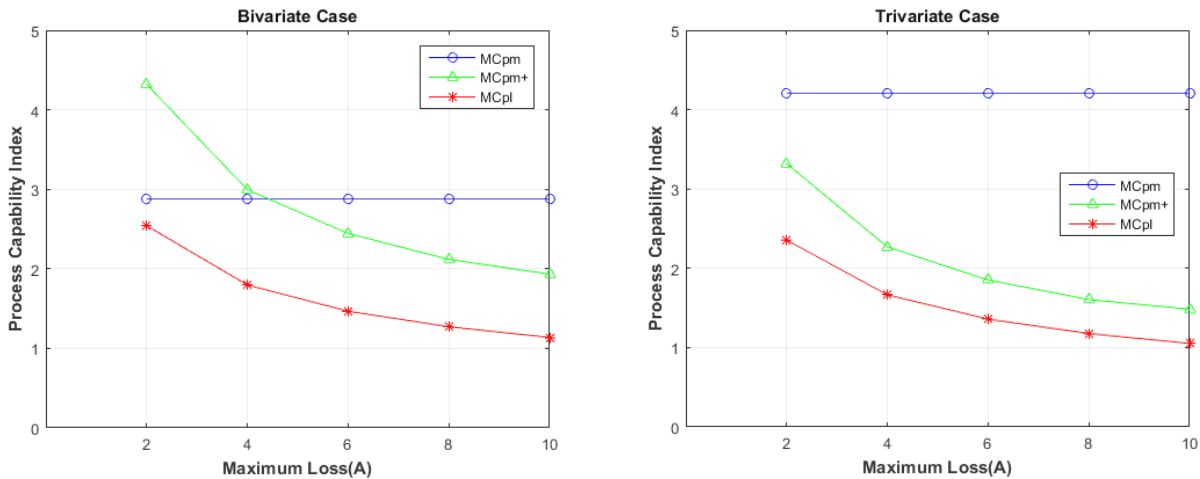 Bivariate Case
Process Capability Index
5
4
3
2
1
0
2 4 6 8 10
Maximum Loss(A)
MCpm
MCpm+
MCpl
Trivariate Case
Process Capability Index
5
4
3
2
1
0
2 4 6 8 10
Maximum Loss(A)
MCpm
MCpm+
MCpl